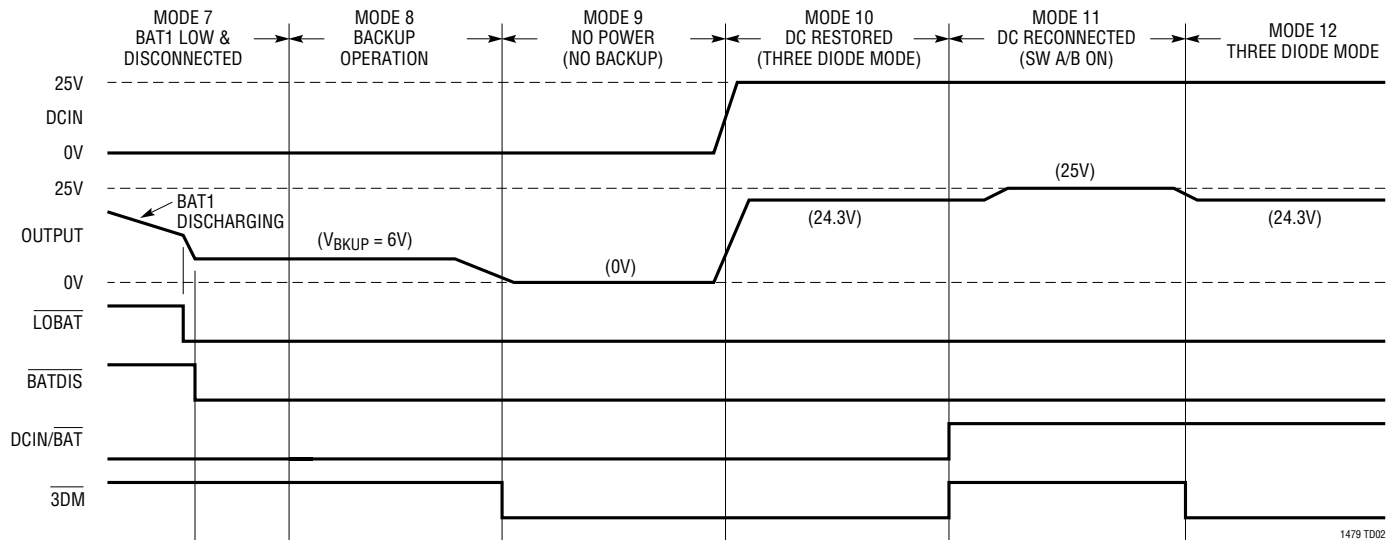 MODE 7
BAT1 LOW &
DISCONNECTED
MODE 8
BACKUP
OPERATION
MODE 9
NO POWER
(NO BACKUP)
MODE 10
DC RESTORED
(THREE DIODE MODE)
MODE 11
DC RECONNECTED
(SW A/B ON)
MODE 12
THREE DIODE MODE
25V
DCIN
0V
25V
OUTPUT
0V
BAT1
DISCHARGING
(VBKUP = 6V)
(0V)
(24.3V)
(25V)
(24.3V)
LOBAT
BATDIS
DCIN/BAT
3DM
1479 TD02